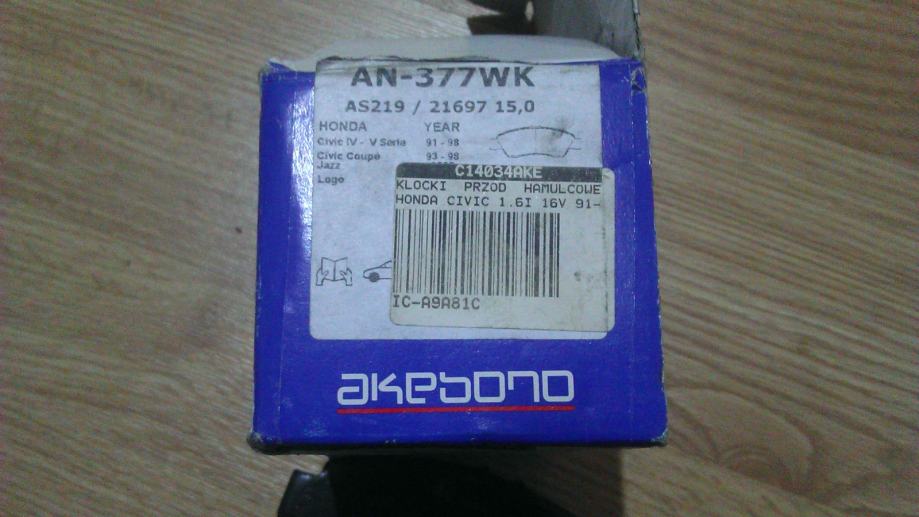 AN-377WK
AS219 / 21697 15,0
HONDA YEAR
Civic IV - V Seria 91 - 98
Civic Coupé 93 - 98
Jazz
Logo
C14034AKE
KLOCKI PRZOD HAMULCOWE
HONDA CIVIC 1.6I 16V 91-
IC-A9A81C
akebono